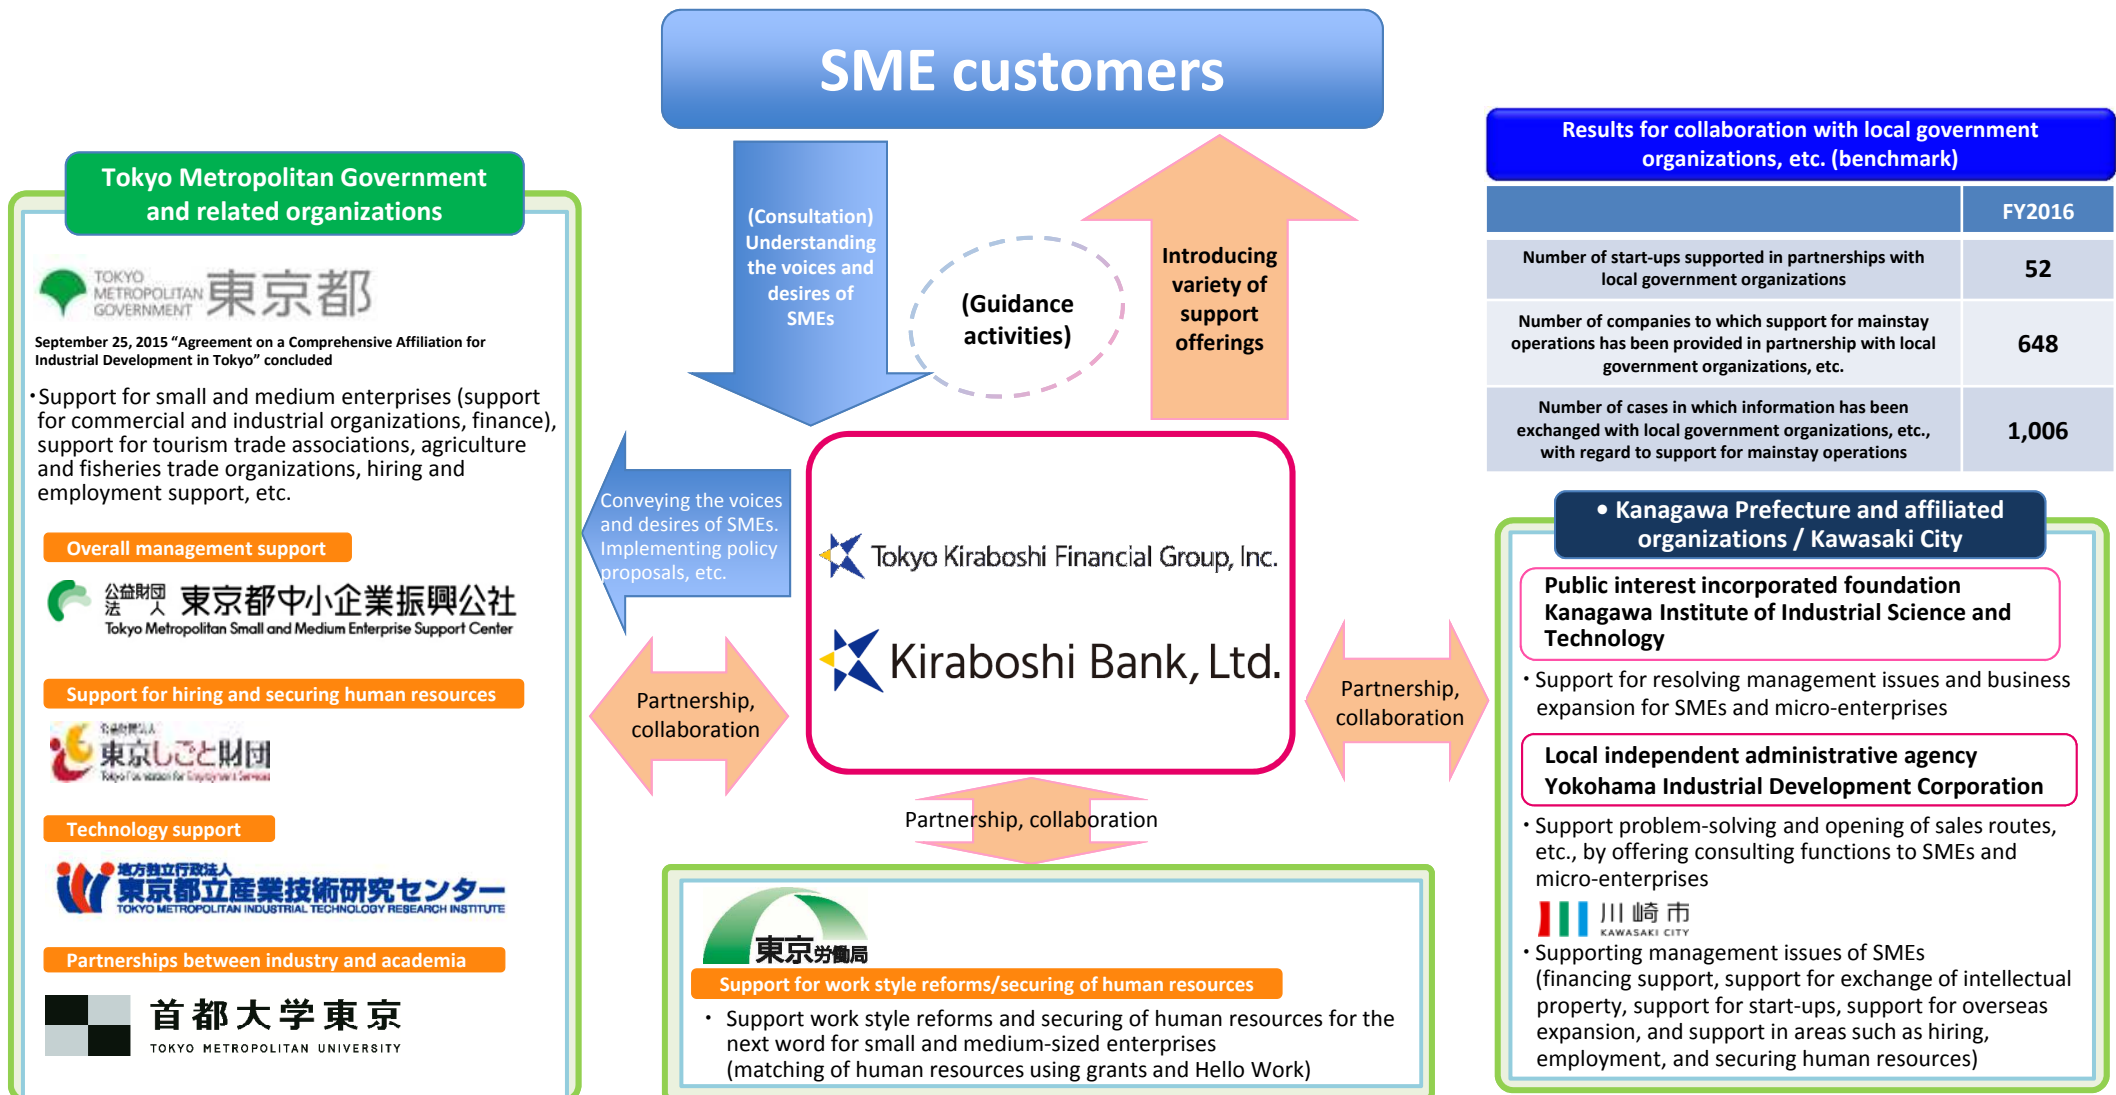 SME customers
Tokyo Metropolitan Government
and related organizations
TOKYO
METROPOLITAN
GOVERNMENT
東京都
September 25, 2015 “Agreement on a Comprehensive Affiliation for
Industrial Development in Tokyo” concluded
・Support for small and medium enterprises (support
for commercial and industrial organizations, finance),
support for tourism trade associations, agriculture
and fisheries trade organizations, hiring and
employment support, etc.
Overall management support
公益財団
法 人
東京都中小企業振興公社
Tokyo Metropolitan Small and Medium Enterprise Support Center
Support for hiring and securing human resources
公益財団法人
東京しごと財団
Tokyo Foundation for Employment Services
Technology support
地方独立行政法人
東京都立産業技術研究センター
TOKYO METROPOLITAN INDUSTRIAL TECHNOLOGY RESEARCH INSTITUTE
Partnerships between industry and academia
首都大学東京
TOKYO METROPOLITAN UNIVERSITY
(Consultation)
Understanding
the voices and
desires of
SMEs
(Guidance
activities)
Introducing
variety of
support
offerings
Conveying the voices
and desires of SMEs.
Implementing policy
proposals, etc.
Tokyo Kiraboshi Financial Group, Inc.
Kiraboshi Bank, Ltd.
Partnership,
collaboration
Partnership,
collaboration
Partnership, collaboration
東京労働局
Support for work style reforms/securing of human resources
・ Support work style reforms and securing of human resources for the
next word for small and medium-sized enterprises
(matching of human resources using grants and Hello Work)
Results for collaboration with local government
organizations, etc. (benchmark)
FY2016
Number of start-ups supported in partnerships with
local government organizations
52
Number of companies to which support for mainstay
operations has been provided in partnership with local
government organizations, etc.
648
Number of cases in which information has been
exchanged with local government organizations, etc.,
with regard to support for mainstay operations
1,006
• Kanagawa Prefecture and affiliated
organizations / Kawasaki City
Public interest incorporated foundation
Kanagawa Institute of Industrial Science and
Technology
・Support for resolving management issues and business
expansion for SMEs and micro-enterprises
Local independent administrative agency
Yokohama Industrial Development Corporation
・Support problem-solving and opening of sales routes,
etc., by offering consulting functions to SMEs and
micro-enterprises
川崎市
KAWASAKI CITY
・Supporting management issues of SMEs
(financing support, support for exchange of intellectual
property, support for start-ups, support for overseas
expansion, and support in areas such as hiring,
employment, and securing human resources)